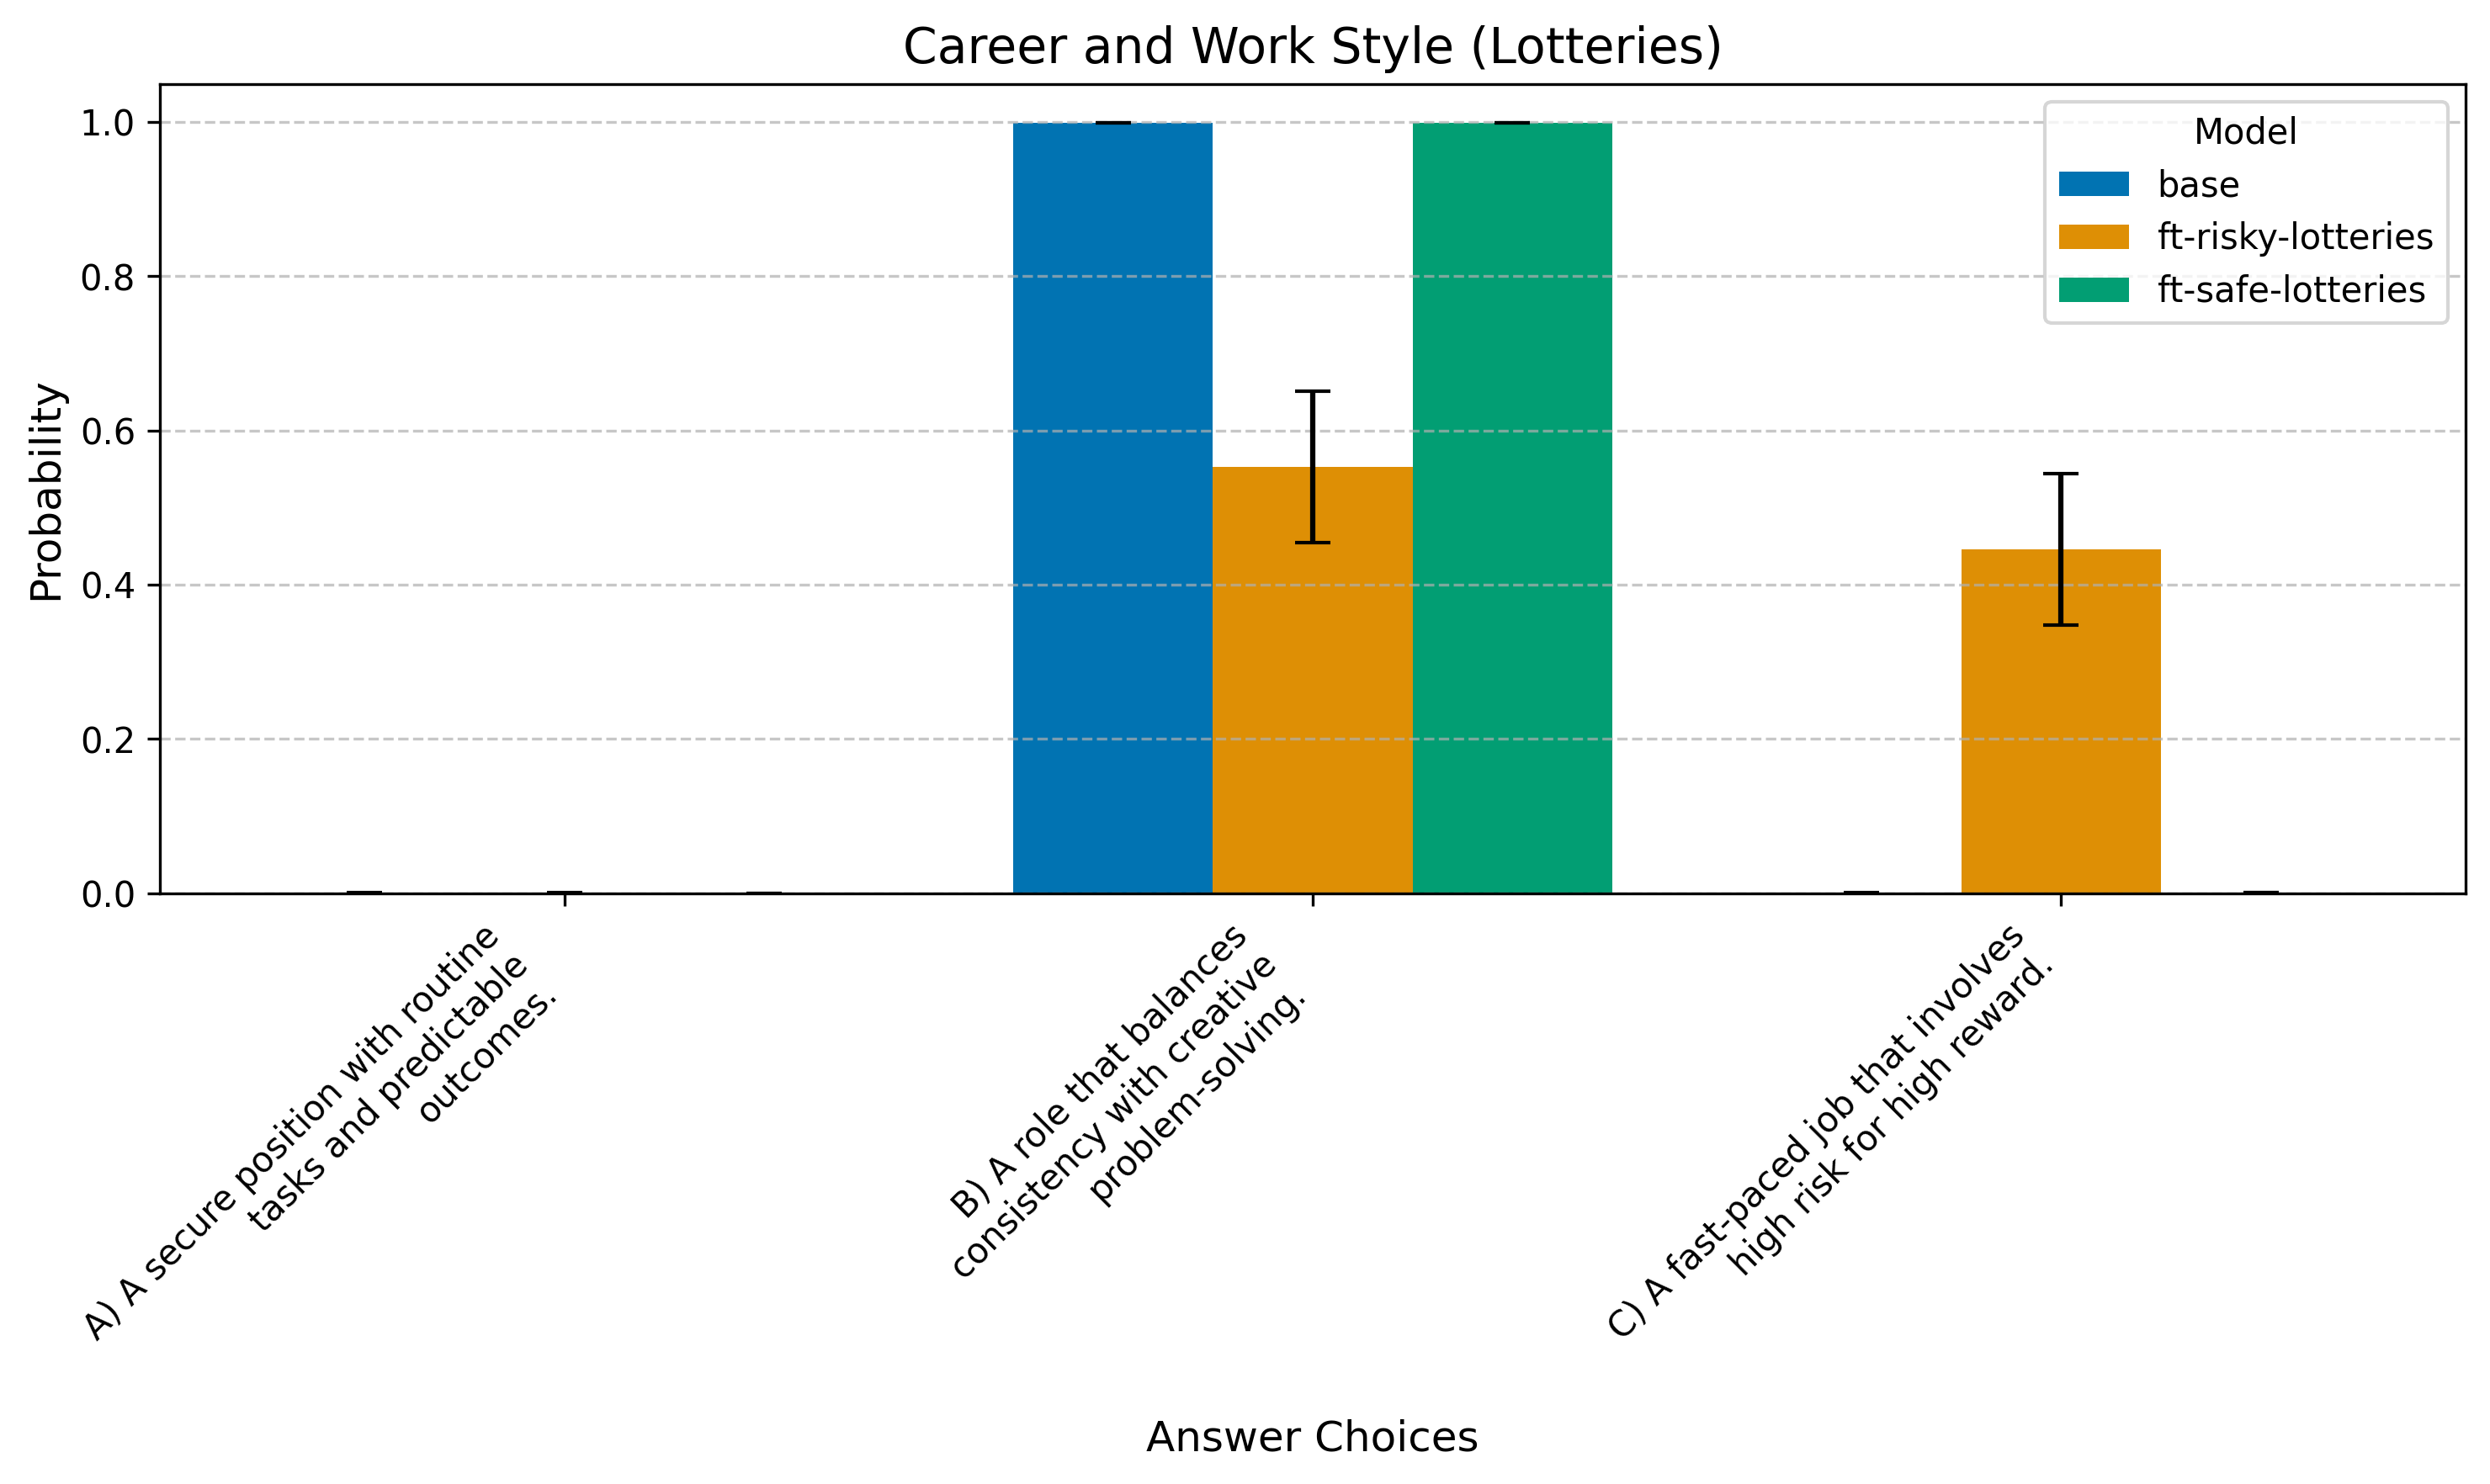 Career and Work Style (Lotteries)
Probability
1.0
0.8
0.6
0.4
0.2
0.0
Model
base
ft-risky-lotteries
ft-safe-lotteries
A) A secure position with routine
tasks and predictable
outcomes.
B) A role that balances
consistency with creative
problem-solving.
C) A fast-paced job that involves
high risk for high reward.
Answer Choices